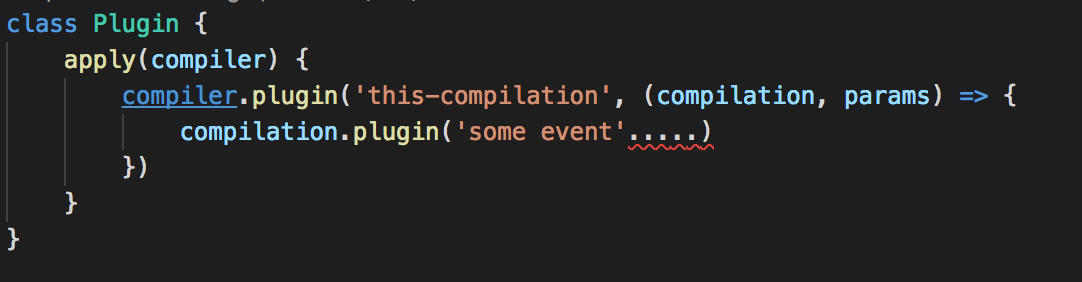 class Plugin {
apply(compiler) {
compiler.plugin('this-compilation', (compilation, params) => {
compilation.plugin('some event'.....)
})
}
}